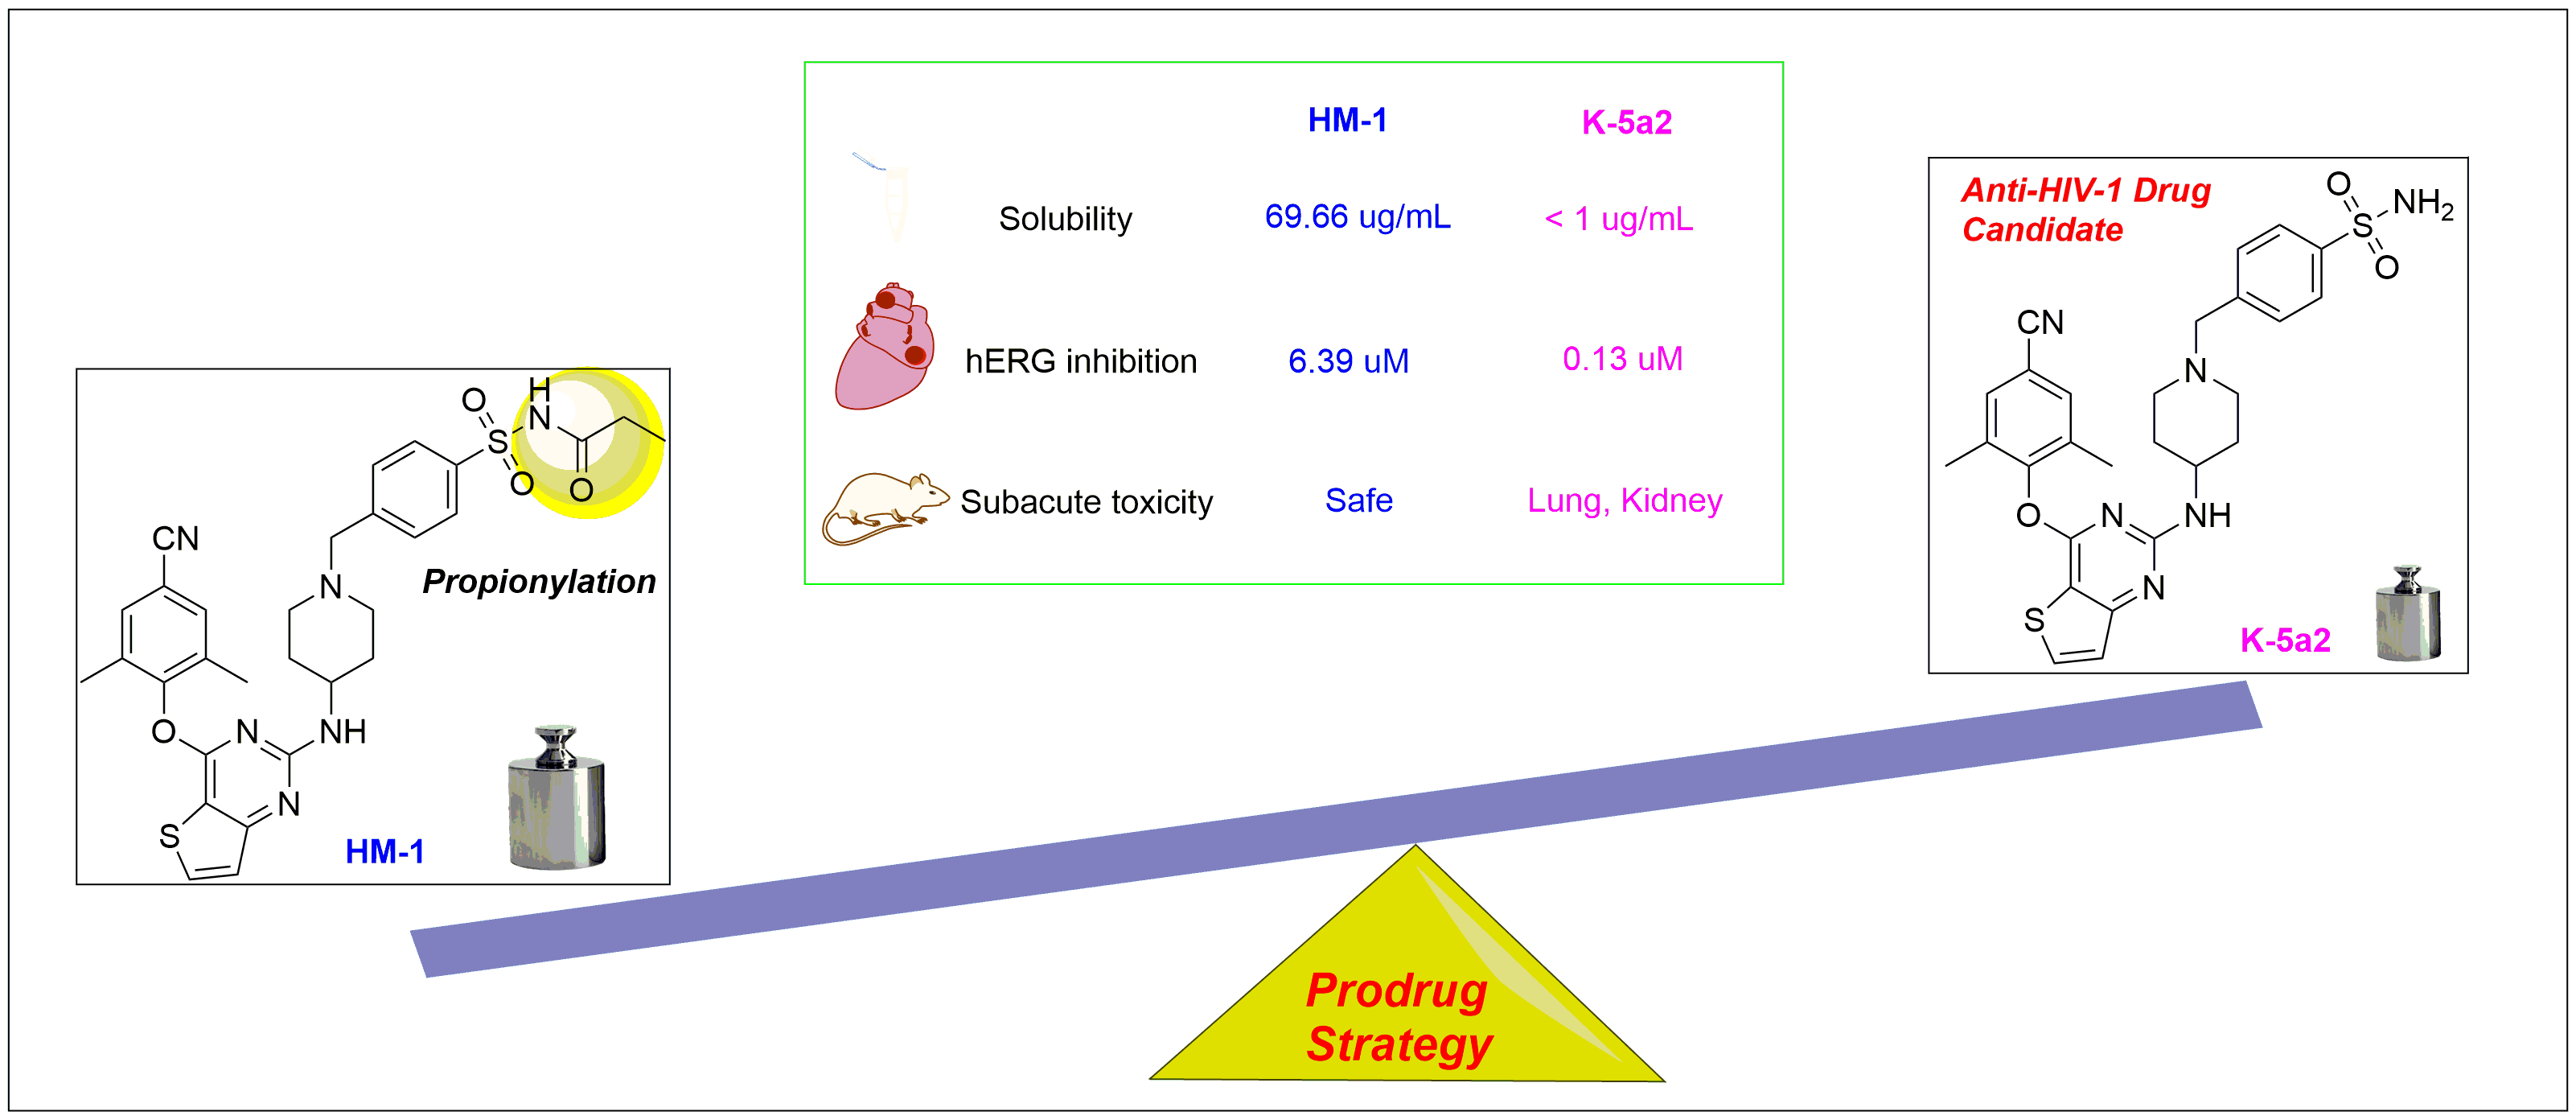 HM-1 K-5a2
Solubility 69.66 ug/mL < 1 ug/mL
hERG inhibition 6.39 uM 0.13 uM
Subacute toxicity Safe Lung, Kidney
O
S
O
H
N
O
Propionylation
CN
N
O
N
NH
N
S
HM-1
Anti-HIV-1 Drug
Candidate
O
S
NH2
O
CN
N
O
N
NH
N
S
K-5a2
Prodrug
Strategy